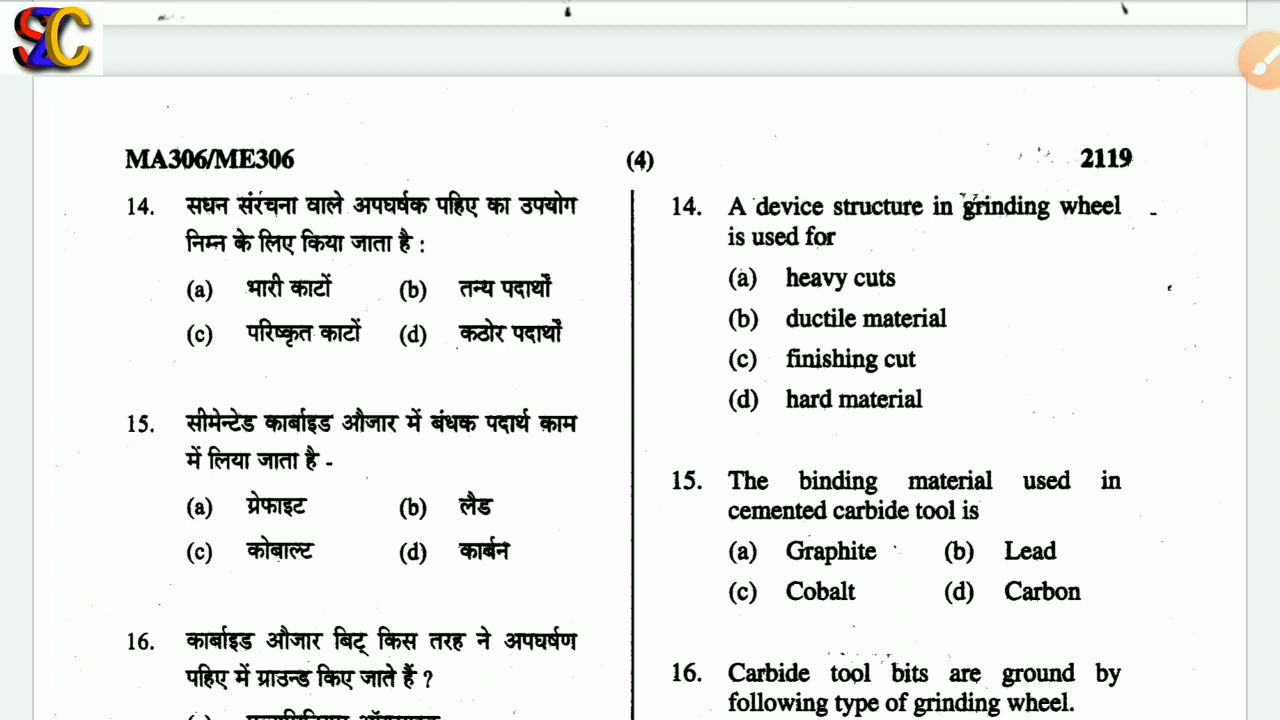 SZC
MA306/ME306
(4)
2119
14. सधन संरचना वाले अपघर्षक पहिए का उपयोग
निम्न के लिए किया जाता है :
(a) भारी काटों (b) तन्य पदार्थों
(c) परिष्कृत काटों (d) कठोर पदार्थों
15. सीमेन्टेड कार्बाइड औजार में बंधक पदार्थ काम
में लिया जाता है -
(a) ग्रेफाइट (b) लैड
(c) कोबाल्ट (d) कार्बन
16. कार्बाइड औजार बिट् किस तरह ने अपघर्षण
पहिए में ग्राउन्ड किए जाते हैं ?
14. A device structure in grinding wheel
is used for
(a) heavy cuts
(b) ductile material
(c) finishing cut
(d) hard material
15. The binding material used in
cemented carbide tool is
(a) Graphite (b) Lead
(c) Cobalt (d) Carbon
16. Carbide tool bits are ground by
following type of grinding wheel.